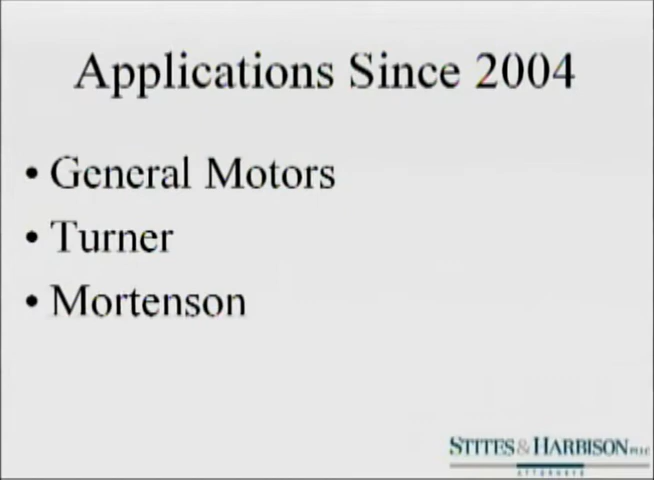 Applications Since 2004
• General Motors
• Turner
• Mortenson
STITES & HARBISON PLLC
ATTORNEYS